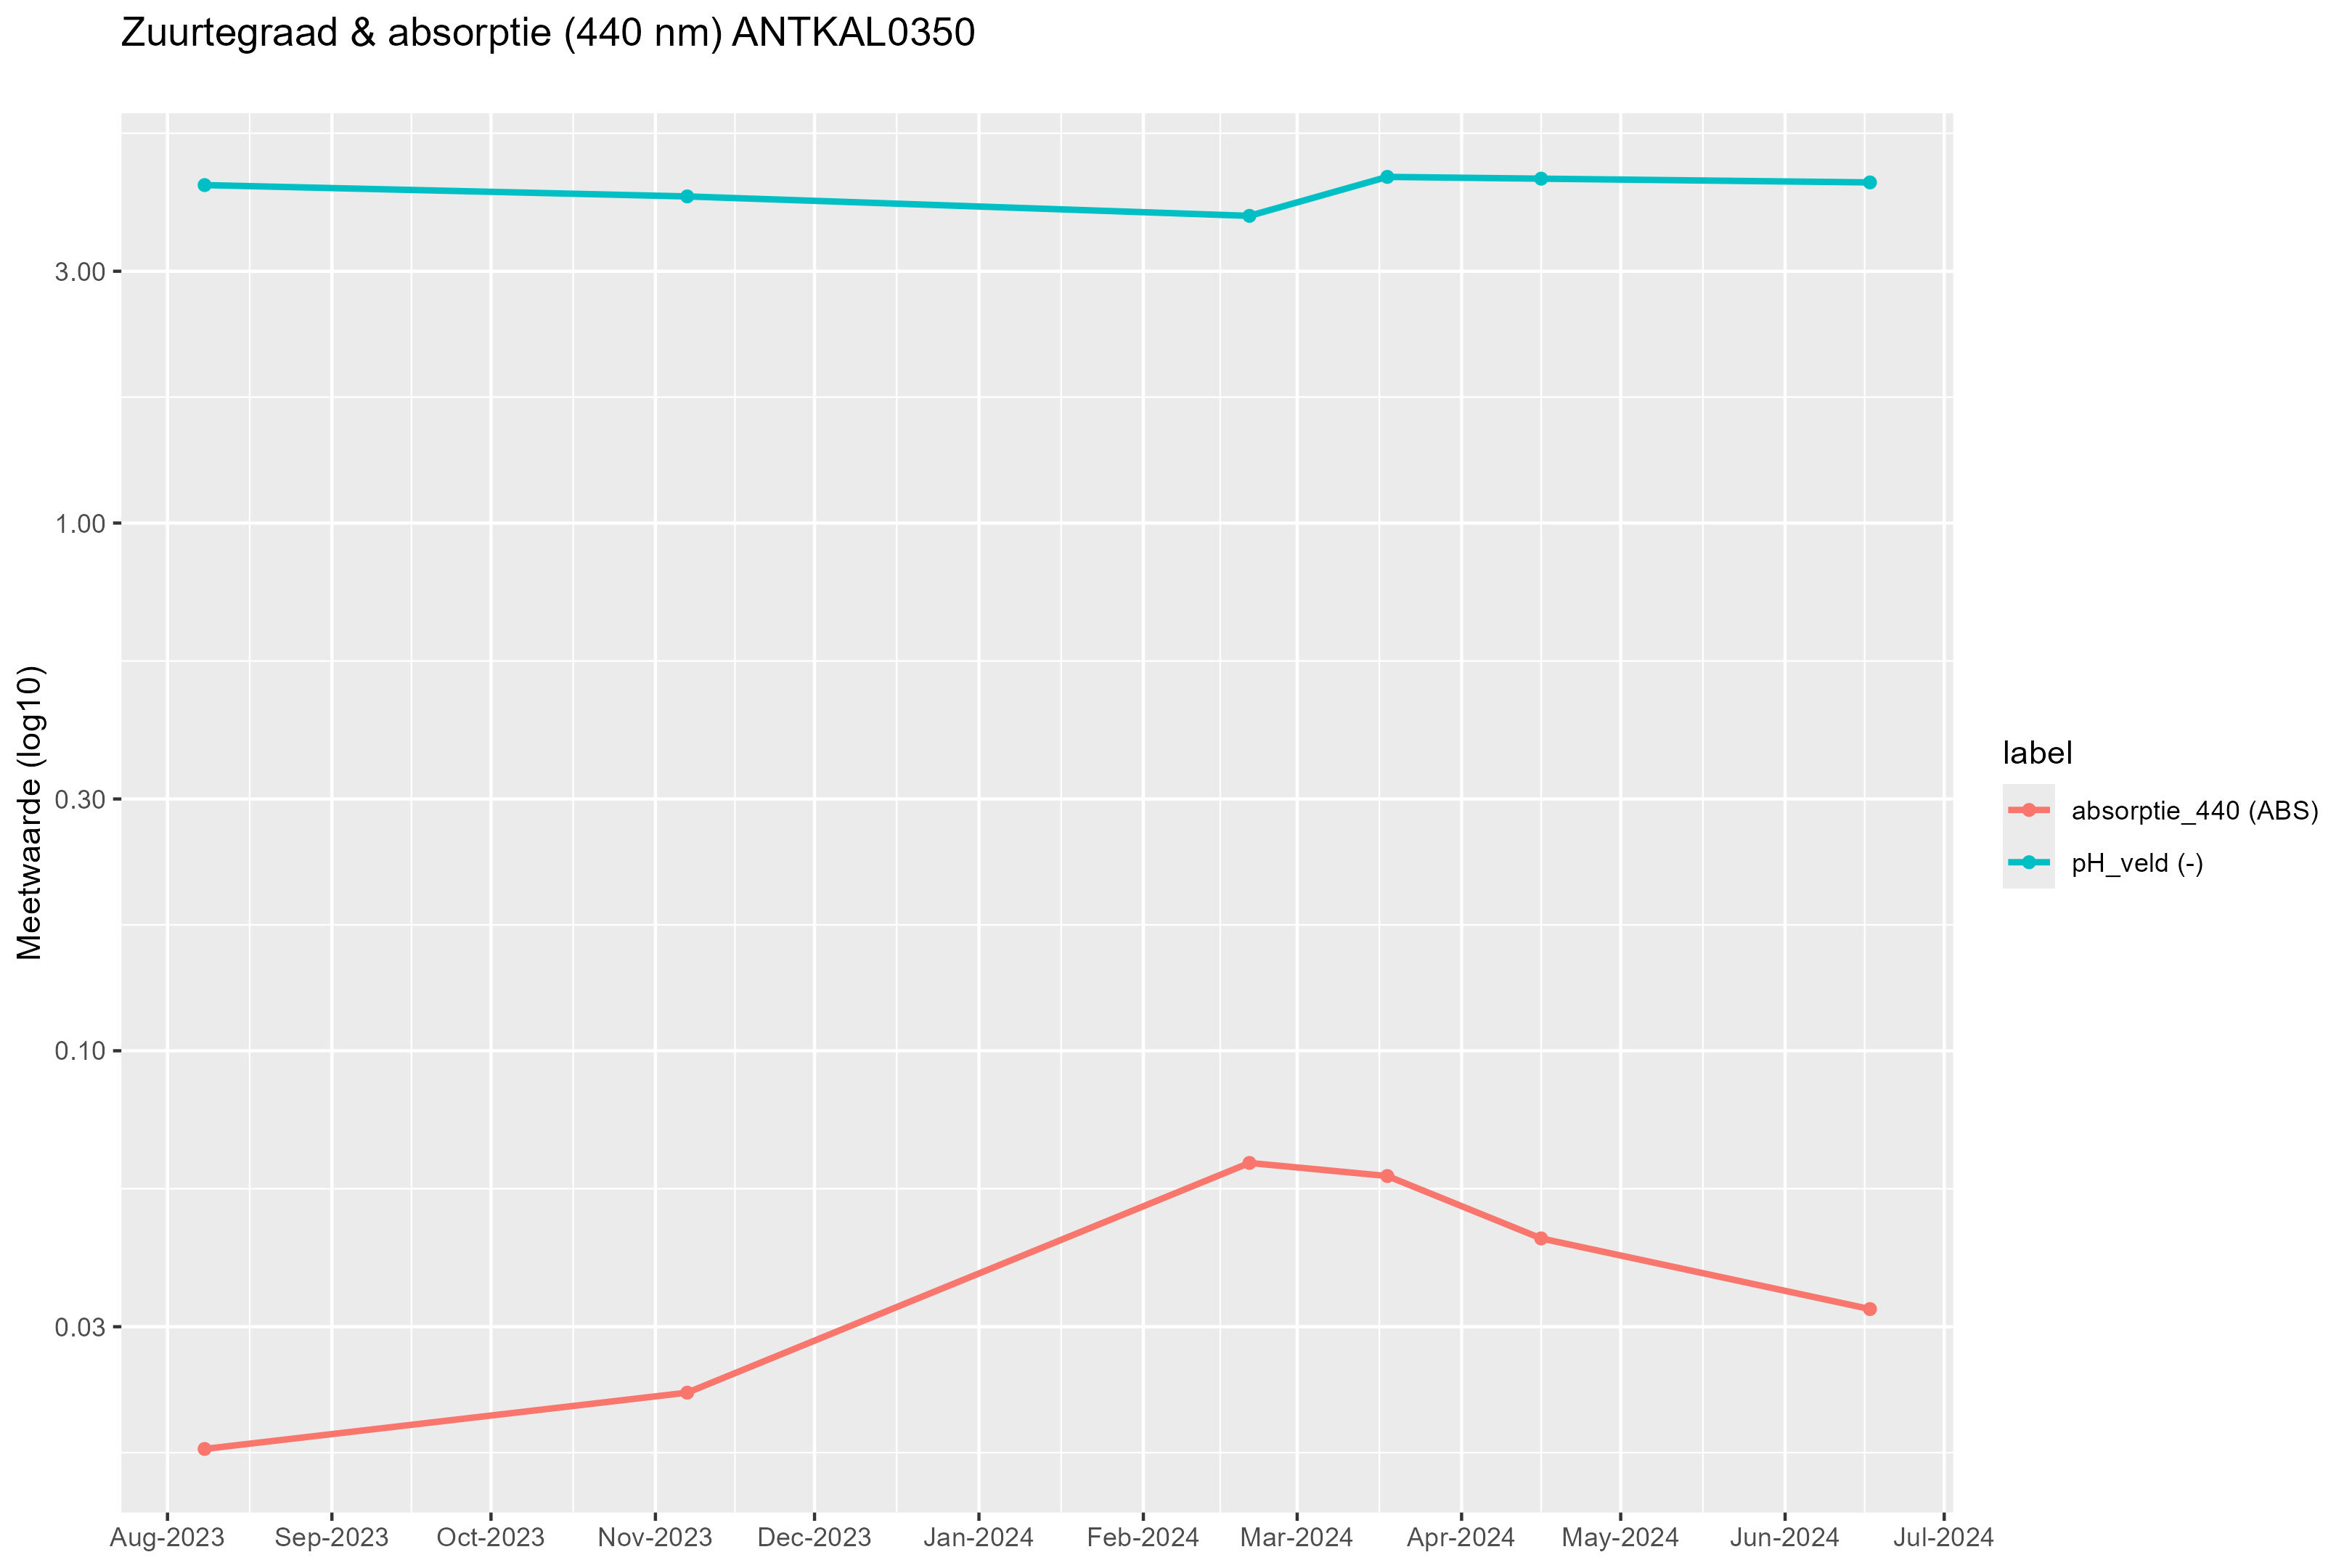 Zuurtegraad & absorptie (440 nm) ANTKAL0350
Meetwaarde (log10)
3.00
1.00
0.30
0.10
0.03
Aug-2023 Sep-2023 Oct-2023 Nov-2023 Dec-2023 Jan-2024 Feb-2024 Mar-2024 Apr-2024 May-2024 Jun-2024 Jul-2024
label
absorptie_440 (ABS)
pH_veld (-)